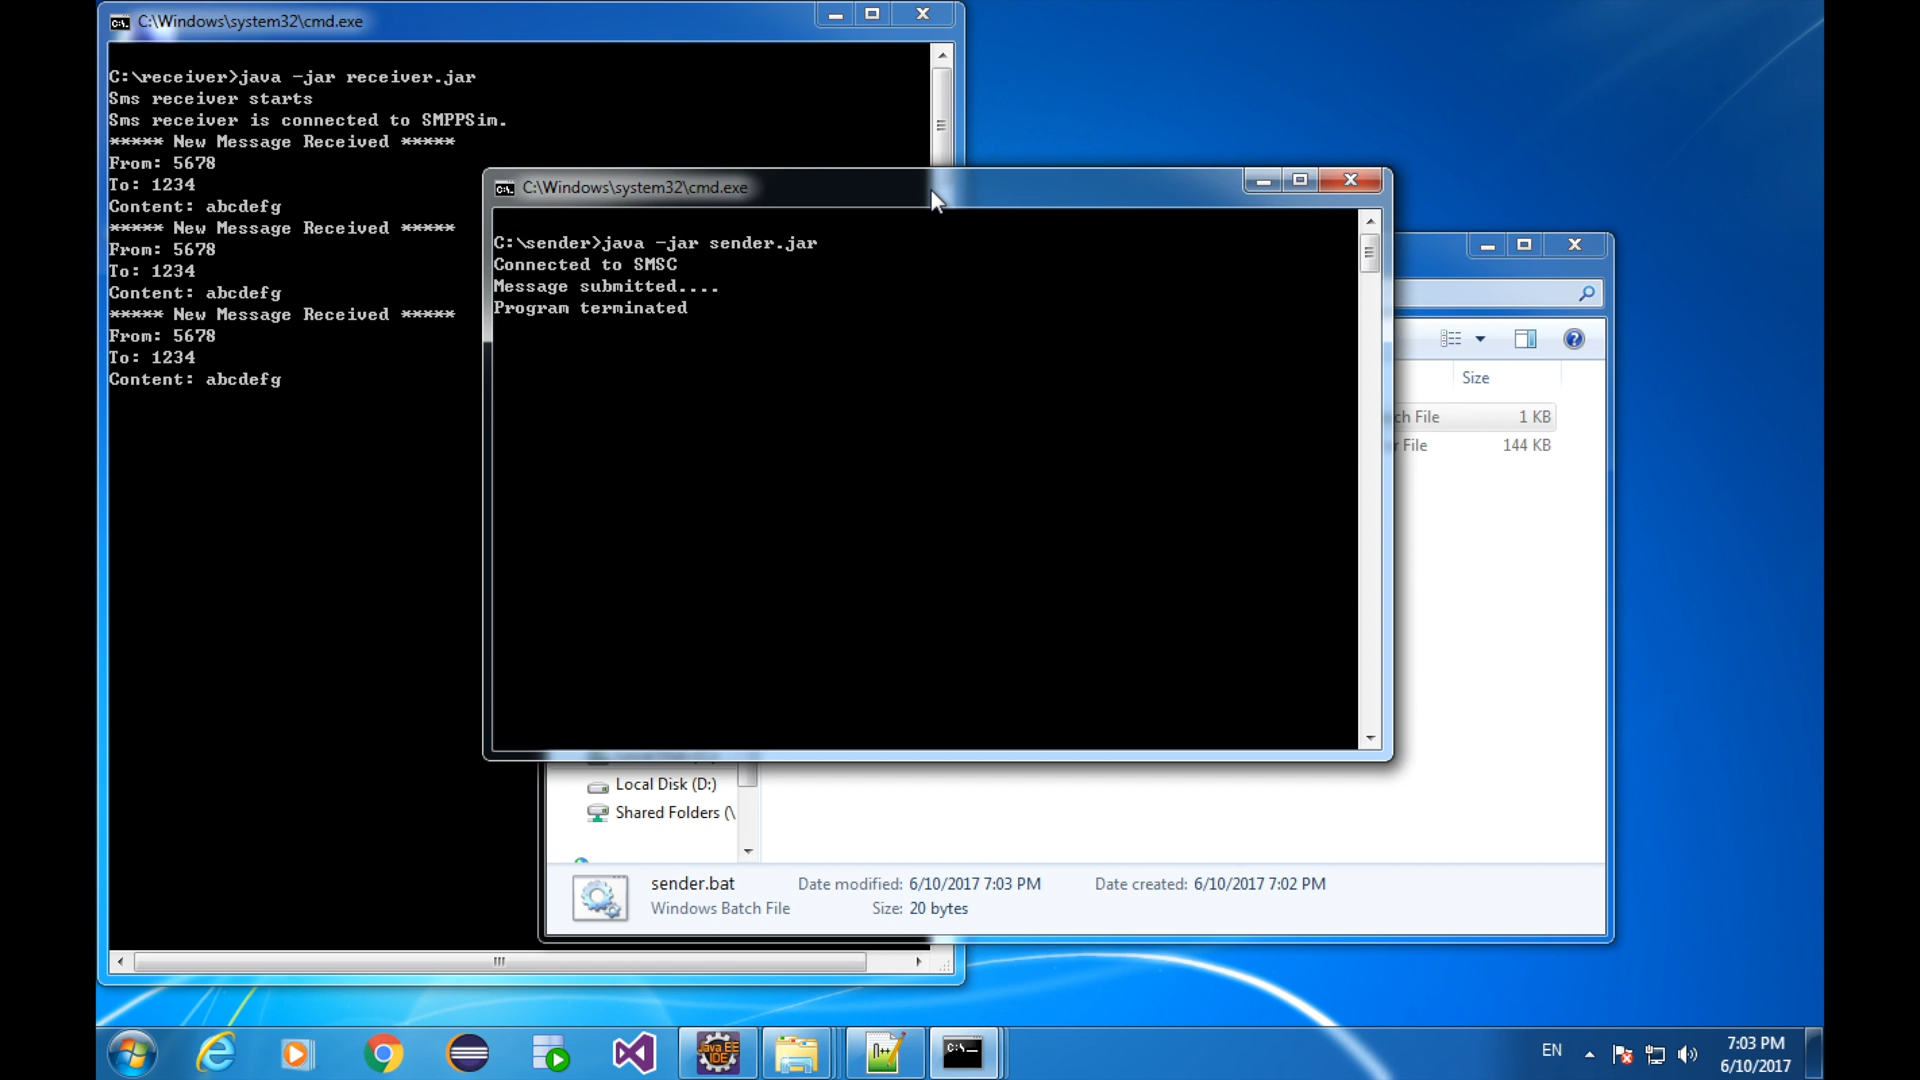 C:\Windows\system32\cmd.exe
C:\receiver>java -jar receiver.jar
Sms receiver starts
Sms receiver is connected to SMPPSim.
***** New Message Received *****
From: 5678
To: 1234
Content: abcdefg
***** New Message Received *****
From: 5678
To: 1234
Content: abcdefg
***** New Message Received *****
From: 5678
To: 1234
Content: abcdefg
C:\Windows\system32\cmd.exe
C:\sender>java -jar sender.jar
Connected to SMSC
Message submitted....
Program terminated
Size
ch File 1 KB
r File 144 KB
Local Disk (D:)
Shared Folders (\
sender.bat Date modified: 6/10/2017 7:03 PM Date created: 6/10/2017 7:02 PM
Windows Batch File Size: 20 bytes
Java EE
IDE
EN
7:03 PM
6/10/2017